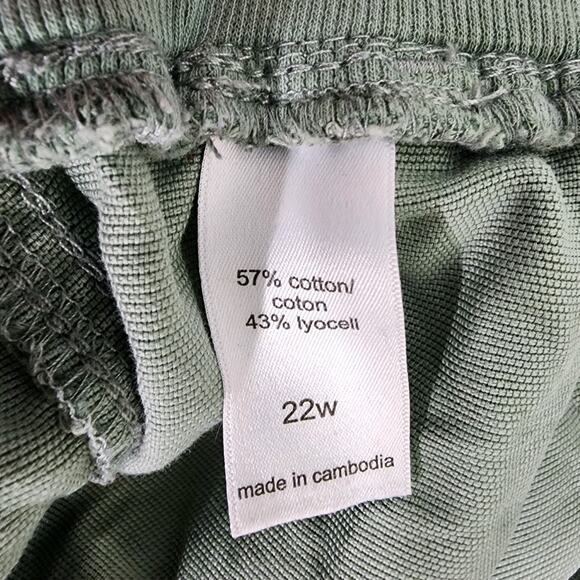 57% cotton/
coton
43% lyocell
22w
made in cambodia